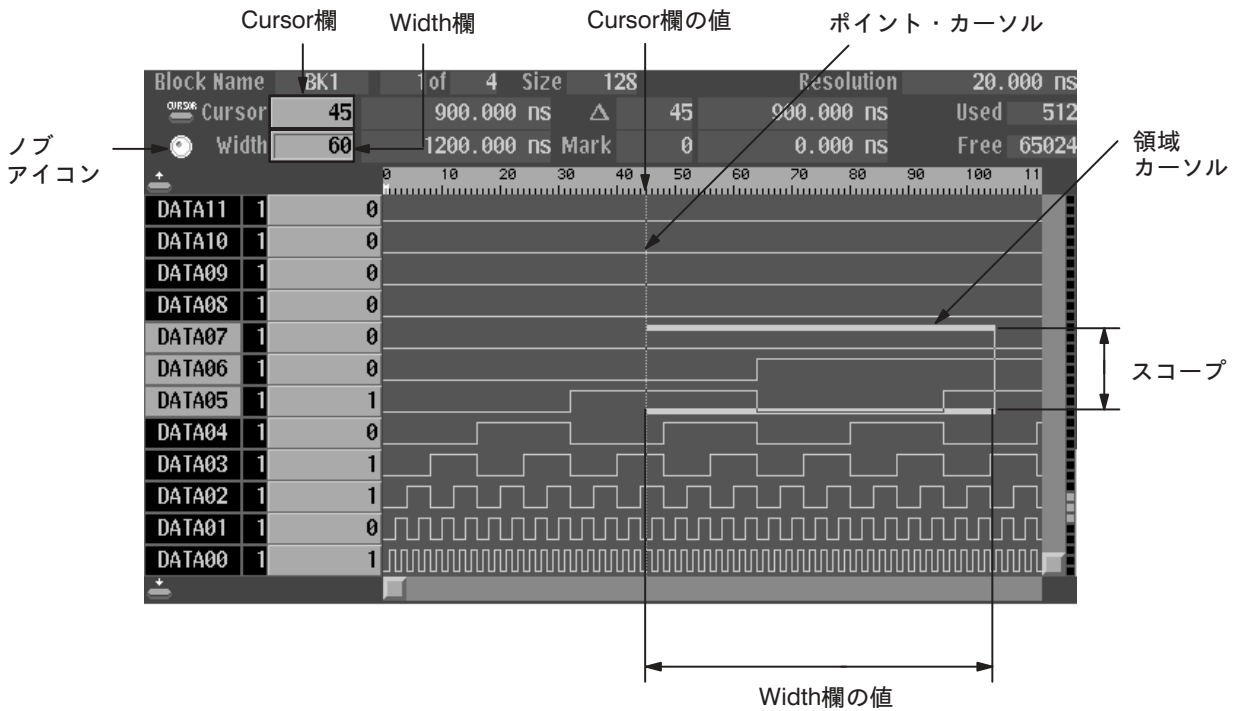 Cursor欄 Width欄 Cursor欄の値 ポイント・カーソル
Block Name BK1 1 of 4 Size 128 Resolution 20.000 ns
CURSOR Cursor 45 900.000 ns Δ 45 900.000 ns Used 512
Width 60 1200.000 ns Mark 0 0.000 ns Free 65024
ノブ
アイコン
領域
カーソル
0 10 20 30 40 50 60 70 80 90 100 11
DATA11 1 0
DATA10 1 0
DATA09 1 0
DATA08 1 0
DATA07 1 0
DATA06 1 0
DATA05 1 1
DATA04 1 0
DATA03 1 1
DATA02 1 1
DATA01 1 0
DATA00 1 1
スコープ
Width欄の値